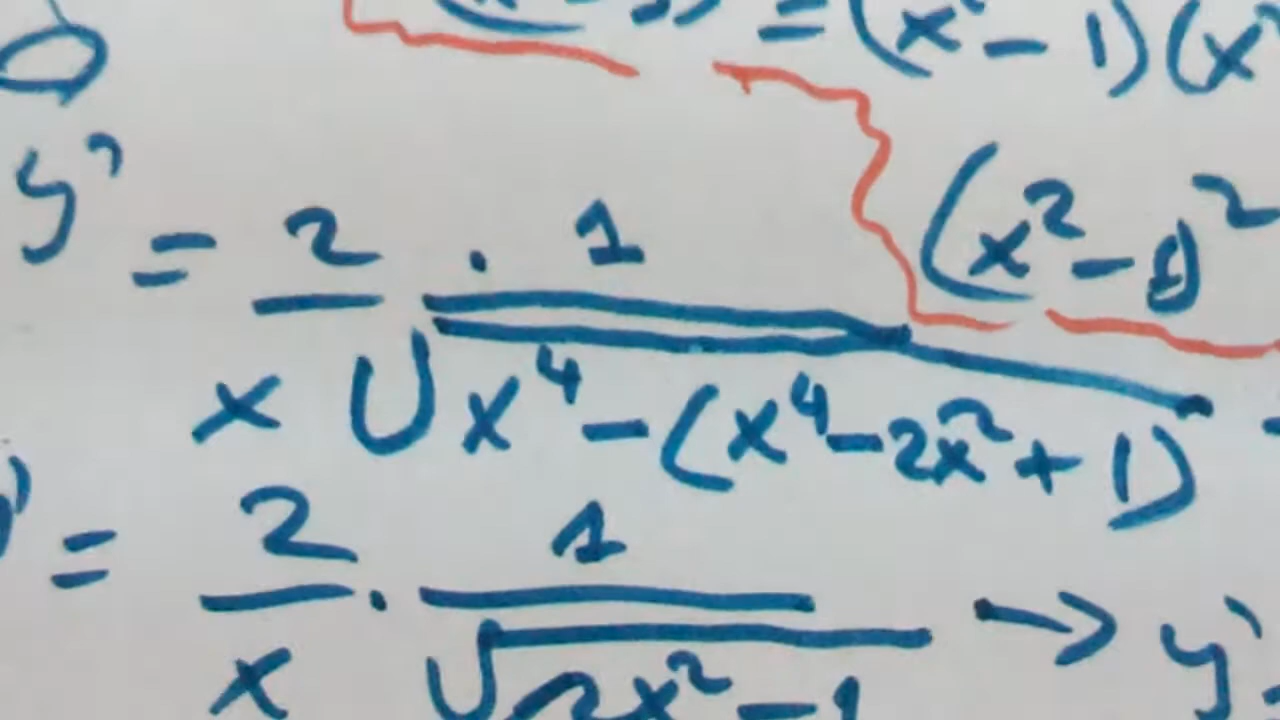 = (x² - 1)(x²
(x² - 1)²
y' = 2/x · 1/√(x⁴ - (x⁴ - 2x² + 1))
= 2/x · 1/√(2x² - 1) → y' =